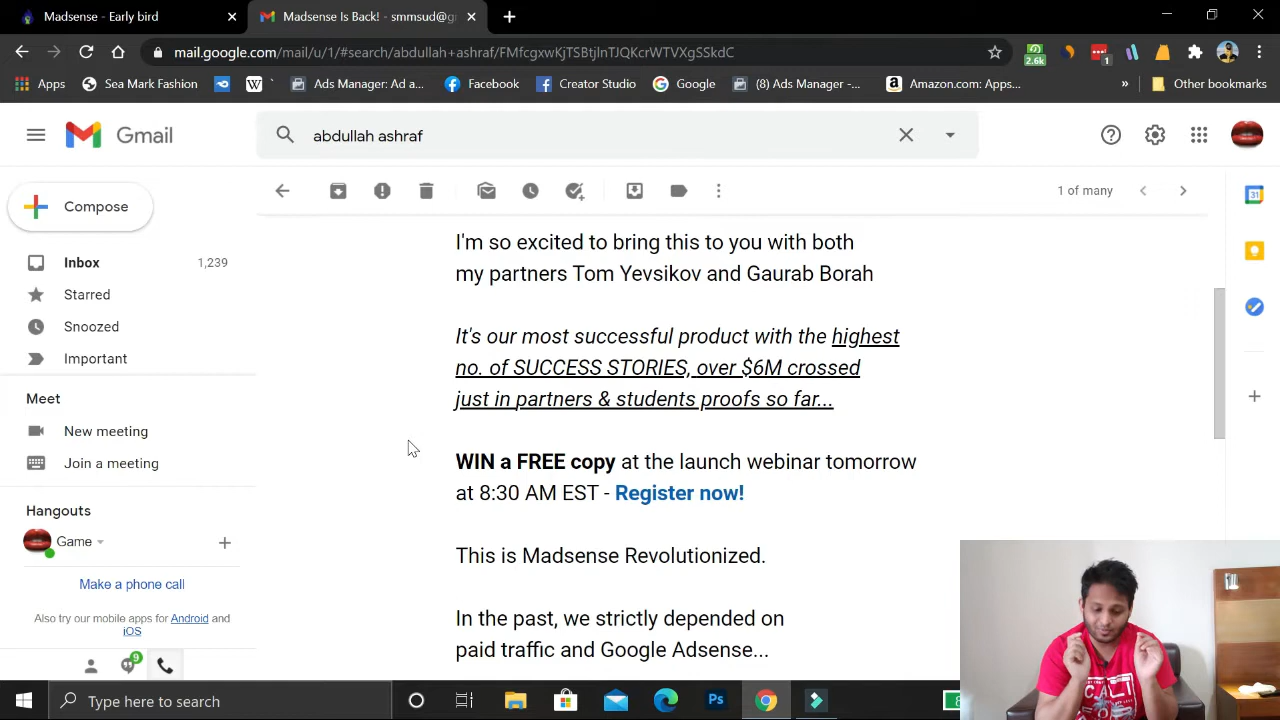 Madsense - Early bird
Madsense Is Back! - smmsud@g
mail.google.com/mail/u/1/#search/abdullah+ashraf/FMfcgxwKjTSBtjlnTJQKcrWTVXgSSkdC
2.6k
1
Apps
Sea Mark Fashion
W
Ads Manager: Ad a...
Facebook
Creator Studio
Google
(8) Ads Manager -...
Amazon.com: Apps...
»
Other bookmarks
Gmail
abdullah ashraf
Compose
1 of many
31
Inbox 1,239
Starred
Snoozed
Important
Meet
New meeting
Join a meeting
Hangouts
Game
Make a phone call
Also try our mobile apps for Android and
iOS
9
I'm so excited to bring this to you with both
my partners Tom Yevsikov and Gaurab Borah
It's our most successful product with the highest
no. of SUCCESS STORIES, over $6M crossed
just in partners & students proofs so far...
WIN a FREE copy at the launch webinar tomorrow
at 8:30 AM EST - Register now!
This is Madsense Revolutionized.
In the past, we strictly depended on
paid traffic and Google Adsense...
Type here to search
Ps